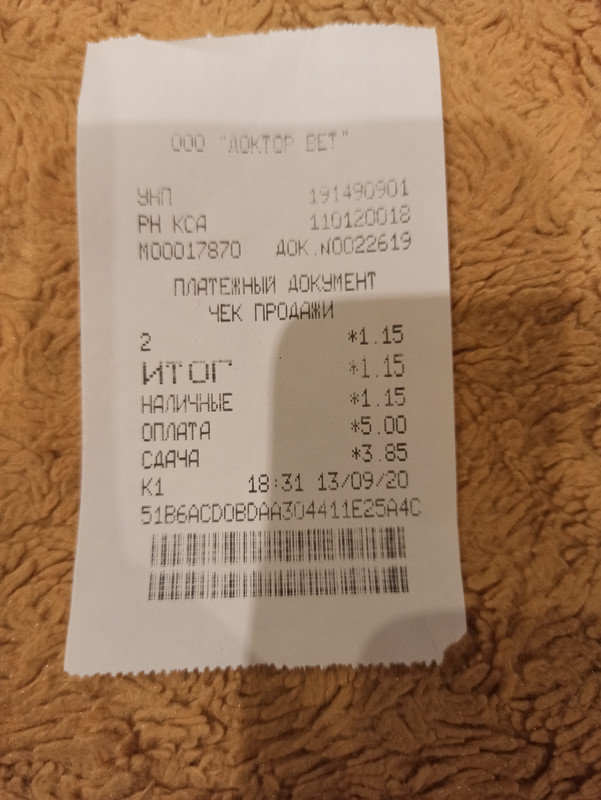 ООО "ДОКТОР ВЕТ"
УНП 191490901
РН КСА 110120018
М00017870 ДОК.N0022619
ПЛАТЕЖНЫЙ ДОКУМЕНТ
ЧЕК ПРОДАЖИ
2 *1.15
ИТОГ *1.15
НАЛИЧНЫЕ *1.15
ОПЛАТА *5.00
СДАЧА *3.85
К1 18:31 13/09/20
51B6ACD0BDAA304411E25A4C